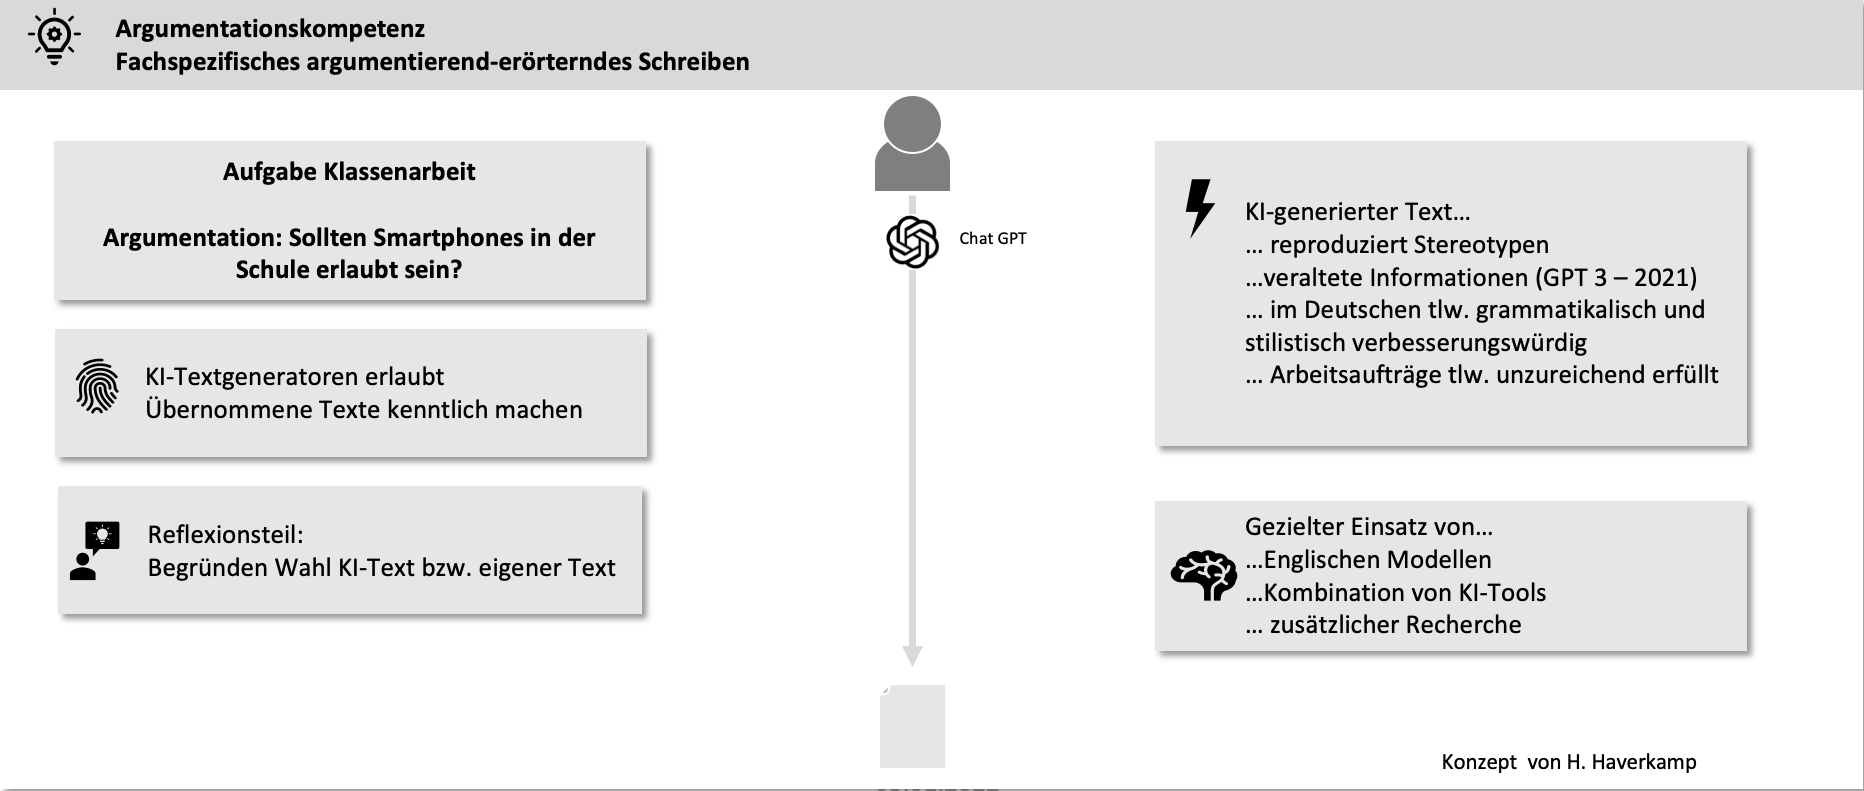 Argumentationskompetenz
Fachspezifisches argumentierend-erörterndes Schreiben
Aufgabe Klassenarbeit
Argumentation: Sollten Smartphones in der
Schule erlaubt sein?
KI-Textgeneratoren erlaubt
Übernommene Texte kenntlich machen
Reflexionsteil:
Begründen Wahl KI-Text bzw. eigener Text
Chat GPT
KI-generierter Text...
... reproduziert Stereotypen
...veraltete Informationen (GPT 3 – 2021)
... im Deutschen tlw. grammatikalisch und
stilistisch verbesserungswürdig
... Arbeitsaufträge tlw. unzureichend erfüllt
Gezielter Einsatz von...
...Englischen Modellen
...Kombination von KI-Tools
... zusätzlicher Recherche
Konzept  von H. Haverkamp